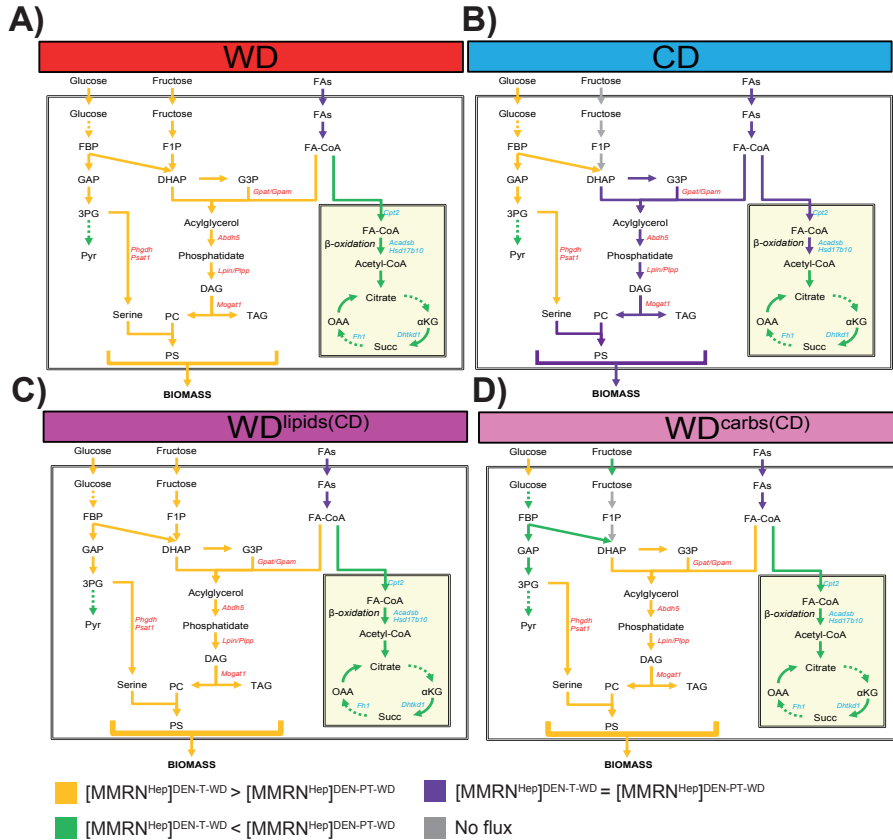 A)
WD
Glucose
Fructose
FAs
Glucose
Fructose
FAs
FBP
F1P
FA-CoA
GAP
DHAP
G3P
Gpat/Gpam
3PG
Acylglycerol
Cpt2
FA-CoA
Phgdh
Psat1
Abdh5
β-oxidation
Acadsb
Hsd17b10
Pyr
Phosphatidate
Acetyl-CoA
Lpin/Plpp
DAG
Citrate
Mogat1
Serine
PC
TAG
OAA
αKG
Fh1
Dhtkd1
Succ
PS
BIOMASS
B)
CD
Glucose
Fructose
FAs
Glucose
Fructose
FAs
FBP
F1P
FA-CoA
GAP
DHAP
G3P
Gpat/Gpam
3PG
Acylglycerol
Cpt2
FA-CoA
Phgdh
Psat1
Abdh5
β-oxidation
Acadsb
Hsd17b10
Pyr
Phosphatidate
Acetyl-CoA
Lpin/Plpp
DAG
Citrate
Mogat1
Serine
PC
TAG
OAA
αKG
Fh1
Dhtkd1
Succ
PS
BIOMASS
C)
WDlipids(CD)
Glucose
Fructose
FAs
Glucose
Fructose
FAs
FBP
F1P
FA-CoA
GAP
DHAP
G3P
Gpat/Gpam
3PG
Acylglycerol
Cpt2
FA-CoA
Phgdh
Psat1
Abdh5
β-oxidation
Acadsb
Hsd17b10
Pyr
Phosphatidate
Acetyl-CoA
Lpin/Plpp
DAG
Citrate
Mogat1
Serine
PC
TAG
OAA
αKG
Fh1
Dhtkd1
Succ
PS
BIOMASS
D)
WDcarbs(CD)
Glucose
Fructose
FAs
Glucose
Fructose
FAs
FBP
F1P
FA-CoA
GAP
DHAP
G3P
Gpat/Gpam
3PG
Acylglycerol
Cpt2
FA-CoA
Phgdh
Psat1
Abdh5
β-oxidation
Acadsb
Hsd17b10
Pyr
Phosphatidate
Acetyl-CoA
Lpin/Plpp
DAG
Citrate
Mogat1
Serine
PC
TAG
OAA
αKG
Fh1
Dhtkd1
Succ
PS
BIOMASS
[MMRNHep]DEN-T-WD > [MMRNHep]DEN-PT-WD
[MMRNHep]DEN-T-WD = [MMRNHep]DEN-PT-WD
[MMRNHep]DEN-T-WD < [MMRNHep]DEN-PT-WD
No flux